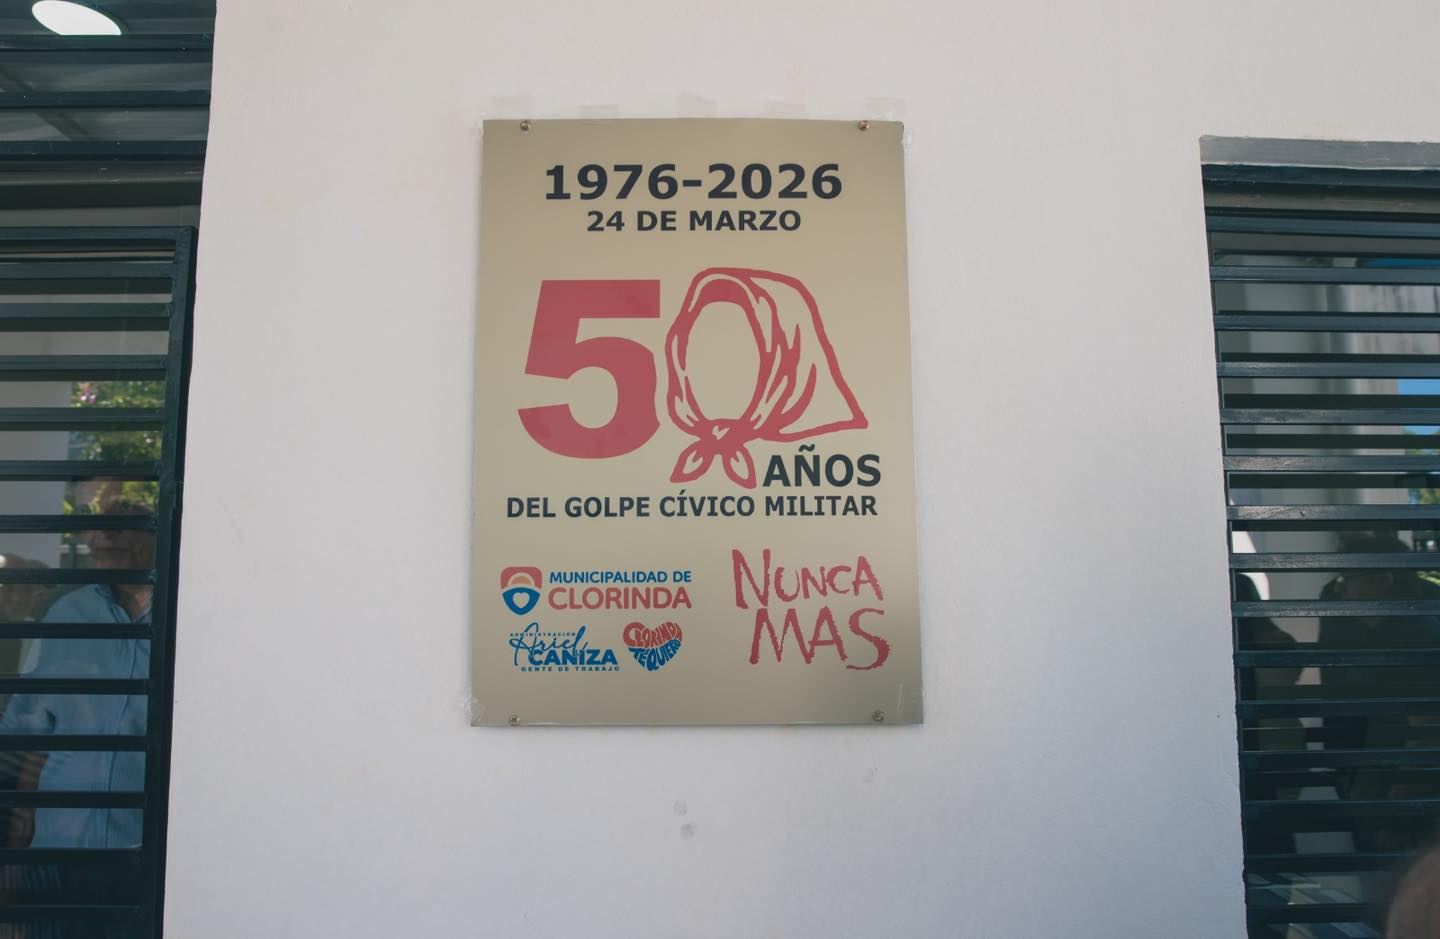 1976-2026
24 DE MARZO
50
AÑOS
DEL GOLPE CÍVICO MILITAR
MUNICIPALIDAD DE
CLORINDA
ADMINISTRACIÓN
Ariel
CANIZA
GENTE DE TRABAJO
CLORINDA
TE QUIERO
NUNCA
MAS